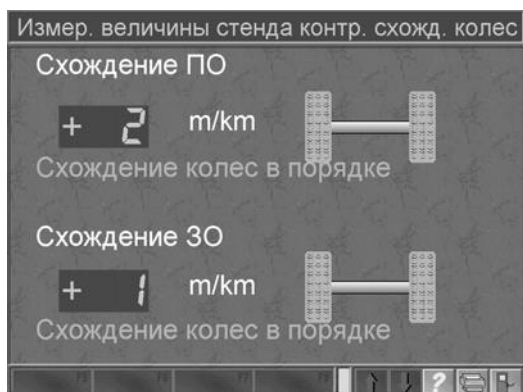 Измер. величины стенда контр. схожд. колес
Схождение ПО
+ 2 m/km
Схождение колес в порядке
Схождение ЗО
+ 1 m/km
Схождение колес в порядке
?